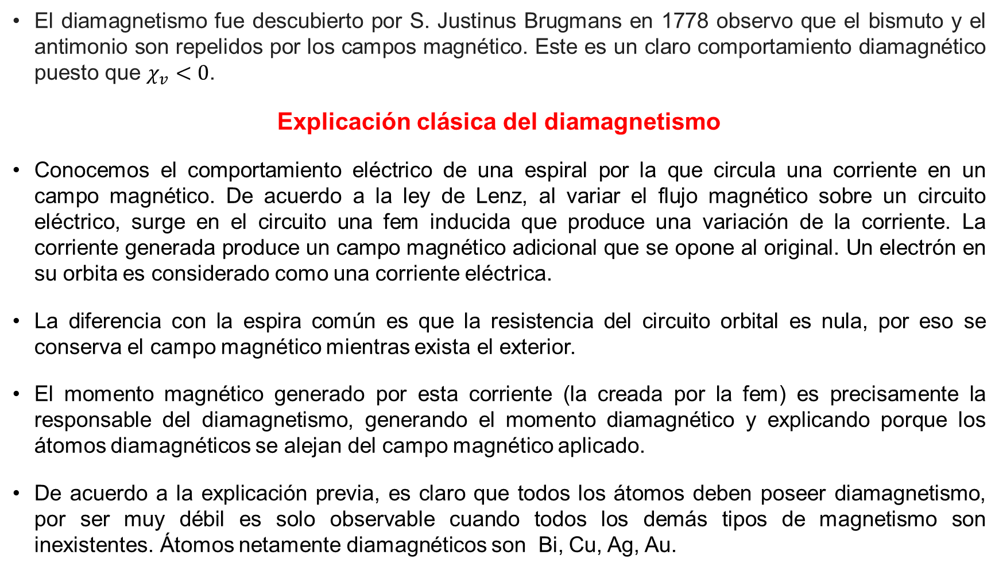 • El diamagnetismo fue descubierto por S. Justinus Brugmans en 1778 observo que el bismuto y el
antimonio son repelidos por los campos magnético. Este es un claro comportamiento diamagnético
puesto que χᵥ < 0.
Explicación clásica del diamagnetismo
• Conocemos el comportamiento eléctrico de una espiral por la que circula una corriente en un
campo magnético. De acuerdo a la ley de Lenz, al variar el flujo magnético sobre un circuito
eléctrico, surge en el circuito una fem inducida que produce una variación de la corriente. La
corriente generada produce un campo magnético adicional que se opone al original. Un electrón en
su orbita es considerado como una corriente eléctrica.
• La diferencia con la espira común es que la resistencia del circuito orbital es nula, por eso se
conserva el campo magnético mientras exista el exterior.
• El momento magnético generado por esta corriente (la creada por la fem) es precisamente la
responsable del diamagnetismo, generando el momento diamagnético y explicando porque los
átomos diamagnéticos se alejan del campo magnético aplicado.
• De acuerdo a la explicación previa, es claro que todos los átomos deben poseer diamagnetismo,
por ser muy débil es solo observable cuando todos los demás tipos de magnetismo son
inexistentes. Átomos netamente diamagnéticos son  Bi, Cu, Ag, Au.